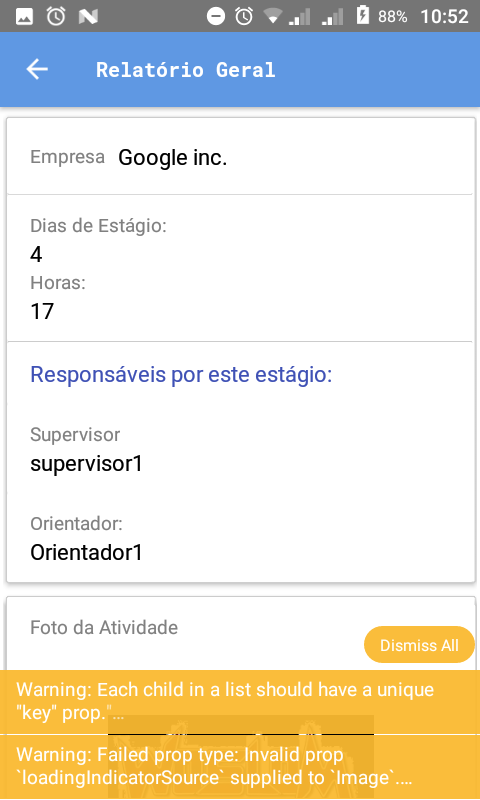 88% 10:52
Relatório Geral
Empresa Google inc.
Dias de Estágio:
4
Horas:
17
Responsáveis por este estágio:
Supervisor
supervisor1
Orientador:
Orientador1
Foto da Atividade
Dismiss All
Warning: Each child in a list should have a unique
"key" prop."…
Warning: Failed prop type: Invalid prop
`loadingIndicatorSource` supplied to `Image`.…